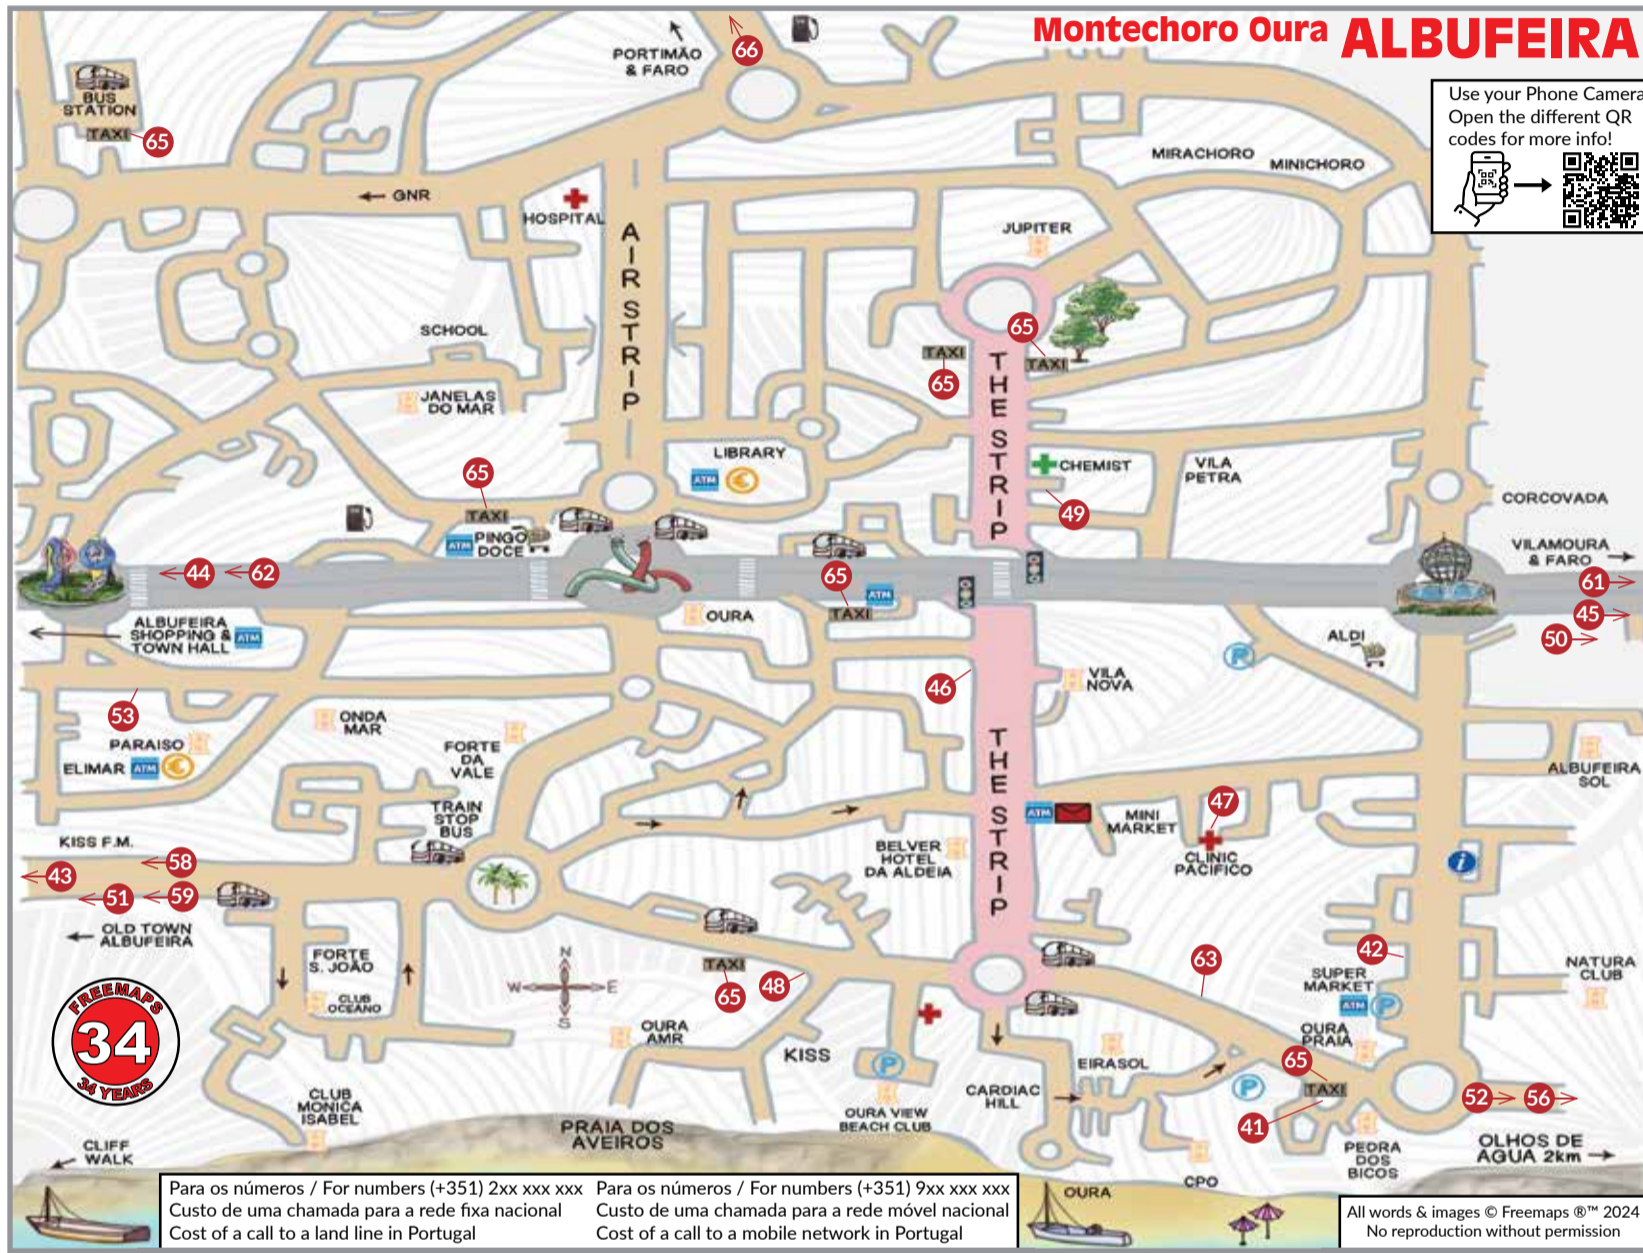 Montechoro Oura ALBUFEIRA
Use your Phone Camera
Open the different QR
codes for more info!
PORTIMÃO
& FARO
66
BUS
STATION
TAXI
65
GNR
HOSPITAL
MIRACHORO
MINICHORO
JUPITER
AIR STRIP
SCHOOL
JANELAS
DO MAR
TAXI
65
65
TAXI
THE STRIP
LIBRARY
ATM
€
CHEMIST
49
VILA
PETRA
CORCOVADA
65
TAXI
ATM
PINGO
DOCE
VILAMOURA
& FARO
61
45
50
44
62
65
ATM
TAXI
ALBUFEIRA
SHOPPING &
TOWN HALL
ATM
H OURA
ALDI
P
53
46
H VILA
NOVA
H ONDA
MAR
PARAISO H
ELIMAR ATM €
FORTE
DA
VALE
H
THE STRIP
H
ALBUFEIRA
SOL
TRAIN
STOP
BUS
ATM
MINI
MARKET
47
CLINIC
PACIFICO
KISS F.M.
58
43
51
59
BELVER
HOTEL
DA ALDEIA
H
i
OLD TOWN
ALBUFEIRA
FORTE
S. JOÃO
H CLUB
OCEANO
N
W E
S
TAXI
65
48
63
42
SUPER
MARKET
ATM P
NATURA
CLUB
H
FREEMAPS
34
34 YEARS
H OURA
AMR
KISS
P
H
OURA VIEW
BEACH CLUB
CARDIAC
HILL
H
EIRASOL
OURA
PRAIA H
65
TAXI
P
41
52
56
CLUB
MONICA
ISABEL
H
PRAIA DOS
AVEIROS
H
PEDRA
DOS
BICOS
OLHOS DE
AGUA 2km
CLIFF
WALK
H
CPO
OURA
Para os números / For numbers (+351) 2xx xxx xxx
Custo de uma chamada para a rede fixa nacional
Cost of a call to a land line in Portugal
Para os números / For numbers (+351) 9xx xxx xxx
Custo de uma chamada para a rede móvel nacional
Cost of a call to a mobile network in Portugal
All words & images © Freemaps ®™ 2024
No reproduction without permission